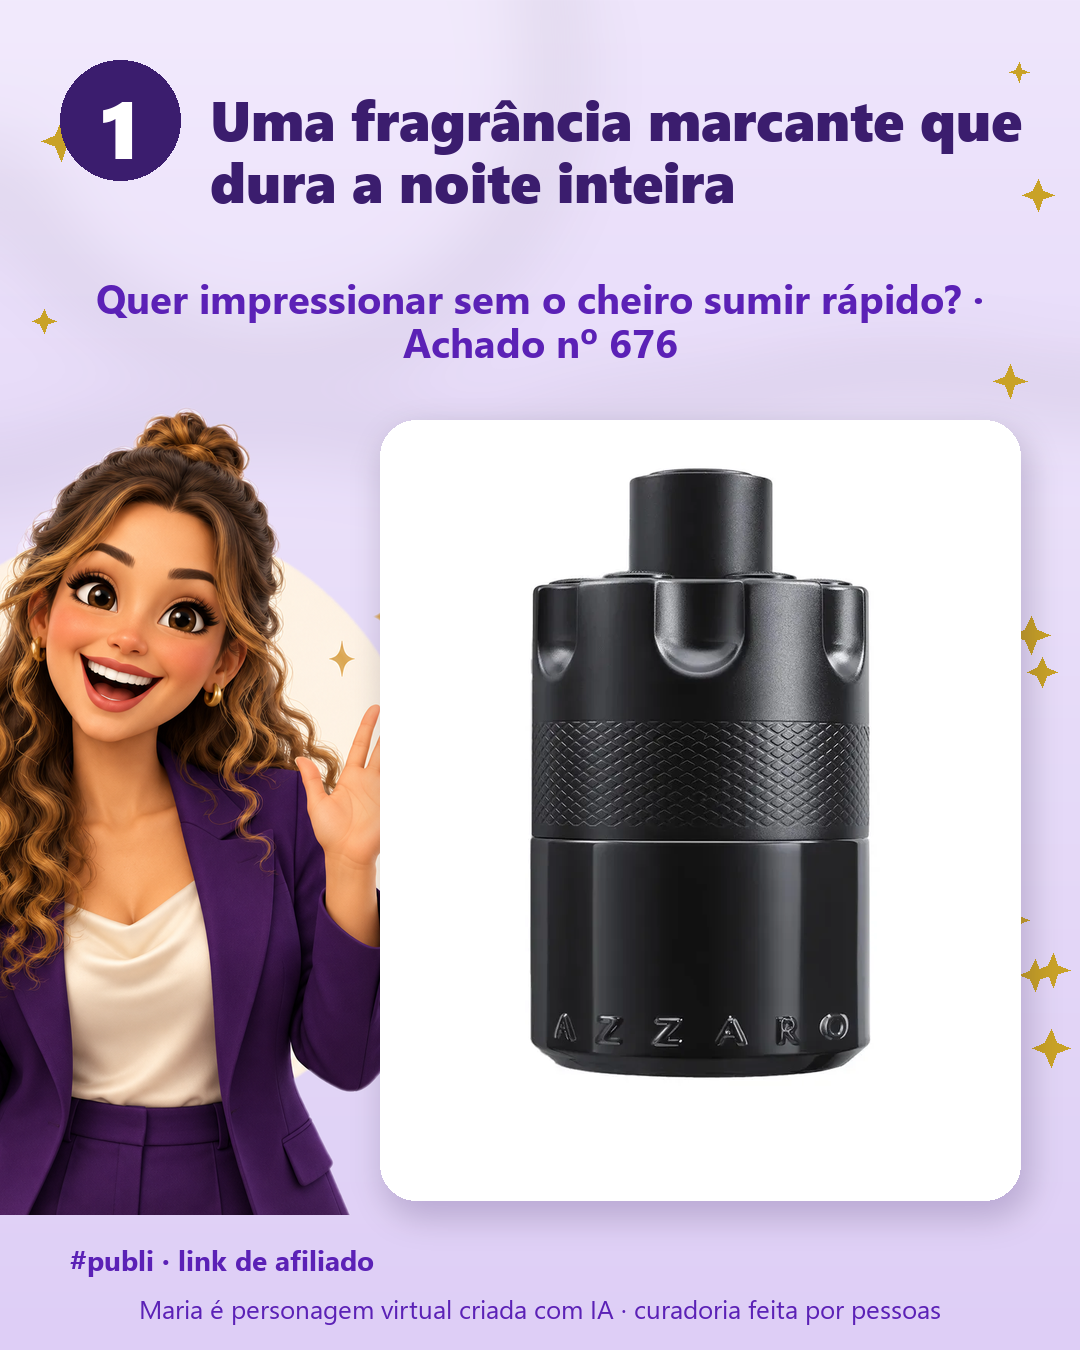 1
Uma fragrância marcante que
dura a noite inteira
Quer impressionar sem o cheiro sumir rápido? ·
Achado nº 676
AZZARO
#publi · link de afiliado
Maria é personagem virtual criada com IA · curadoria feita por pessoas